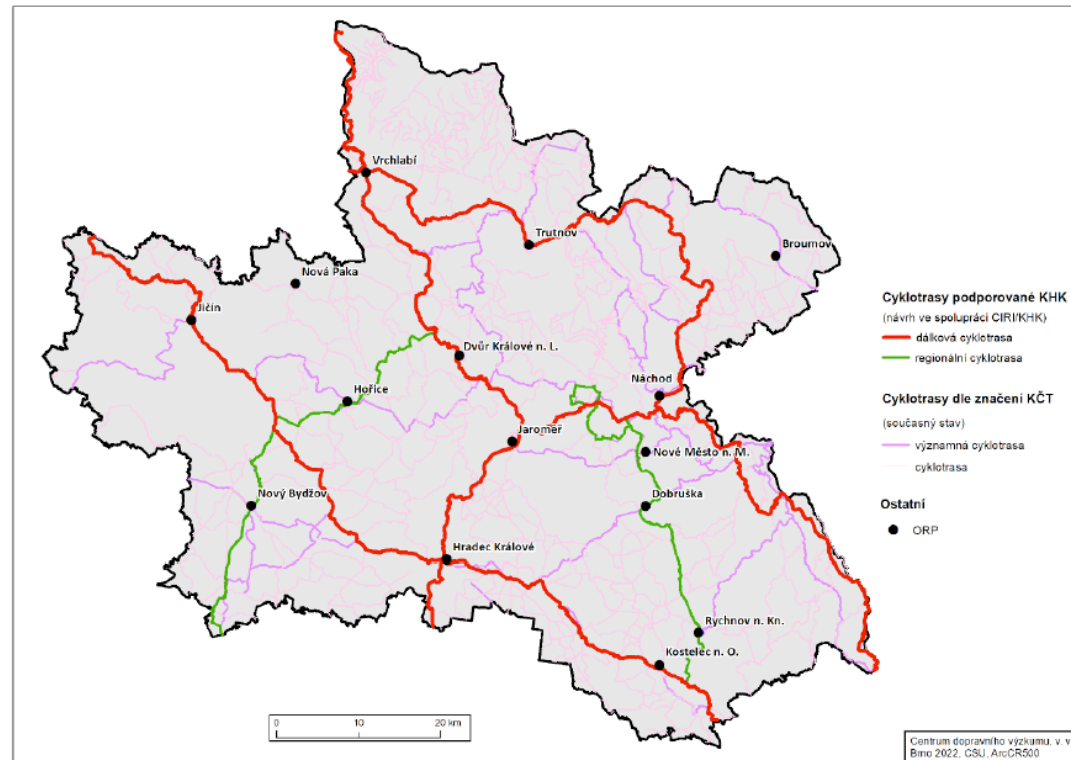 Vrchlabí
Trutnov
Broumov
Nová Paka
Jičín
Dvůr Králové n. L.
Náchod
Hořice
Jaroměř
Nové Město n. M.
Nový Bydžov
Dobruška
Hradec Králové
Rychnov n. Kn.
Kostelec n. O.
Cyklotrasy podporované KHK
(návrh ve spolupráci CIRI/KHK)
dálková cyklotrasa
regionální cyklotrasa
Cyklotrasy dle značení KČT
(současný stav)
významná cyklotrasa
cyklotrasa
Ostatní
ORP
0 10 20 km
Centrum dopravního výzkumu, v. v
Brno 2022, CSU, ArcCR500